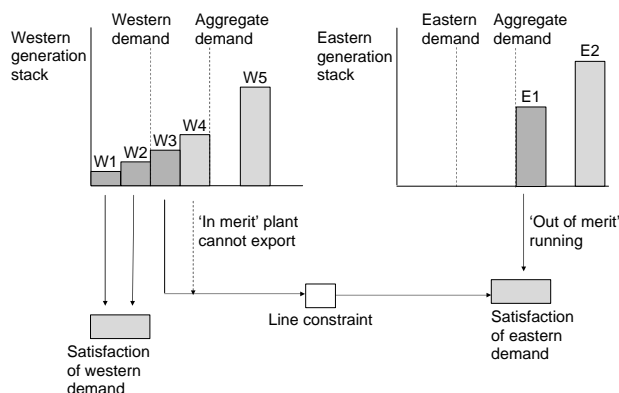 Western
generation
stack
Western
demand
Aggregate
demand
W1
W2
W3
W4
W5
Eastern
generation
stack
Eastern
demand
Aggregate
demand
E1
E2
'In merit' plant
cannot export
'Out of merit'
running
Line constraint
Satisfaction
of western
demand
Satisfaction
of eastern
demand